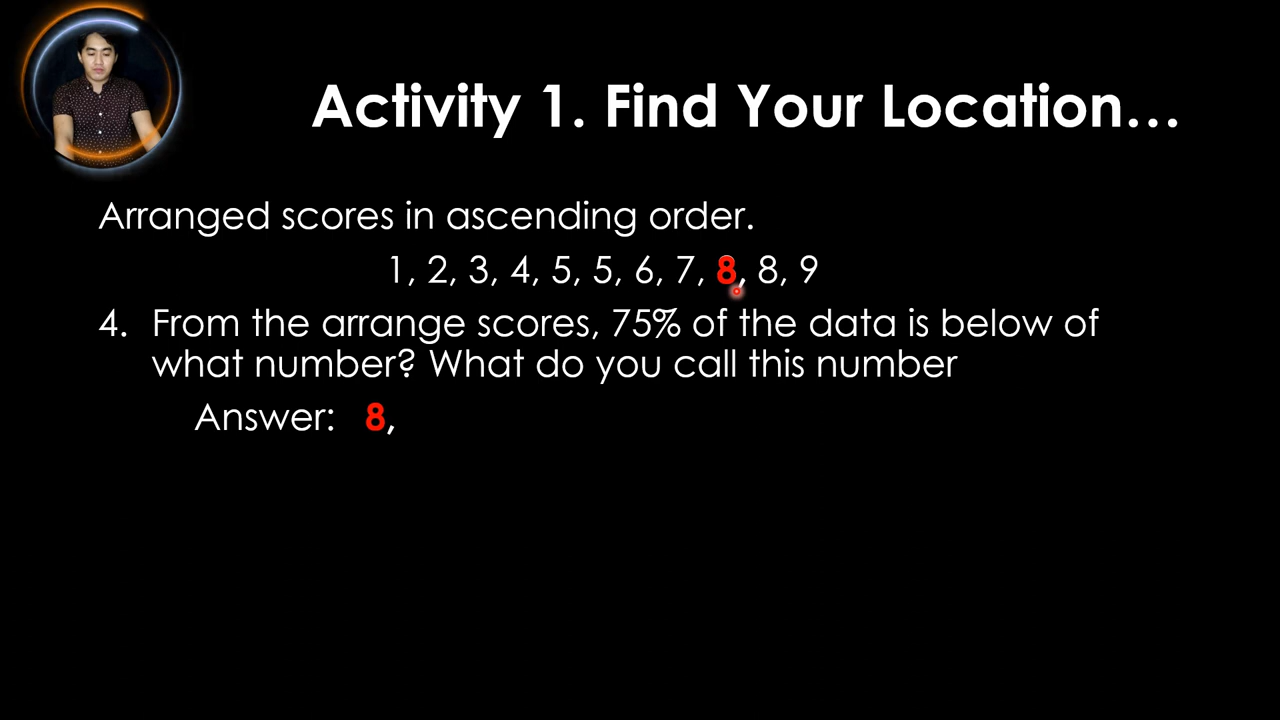 Activity 1. Find Your Location…
Arranged scores in ascending order.
1, 2, 3, 4, 5, 5, 6, 7, 8, 8, 9
4. From the arrange scores, 75% of the data is below of
what number? What do you call this number
Answer: 8,